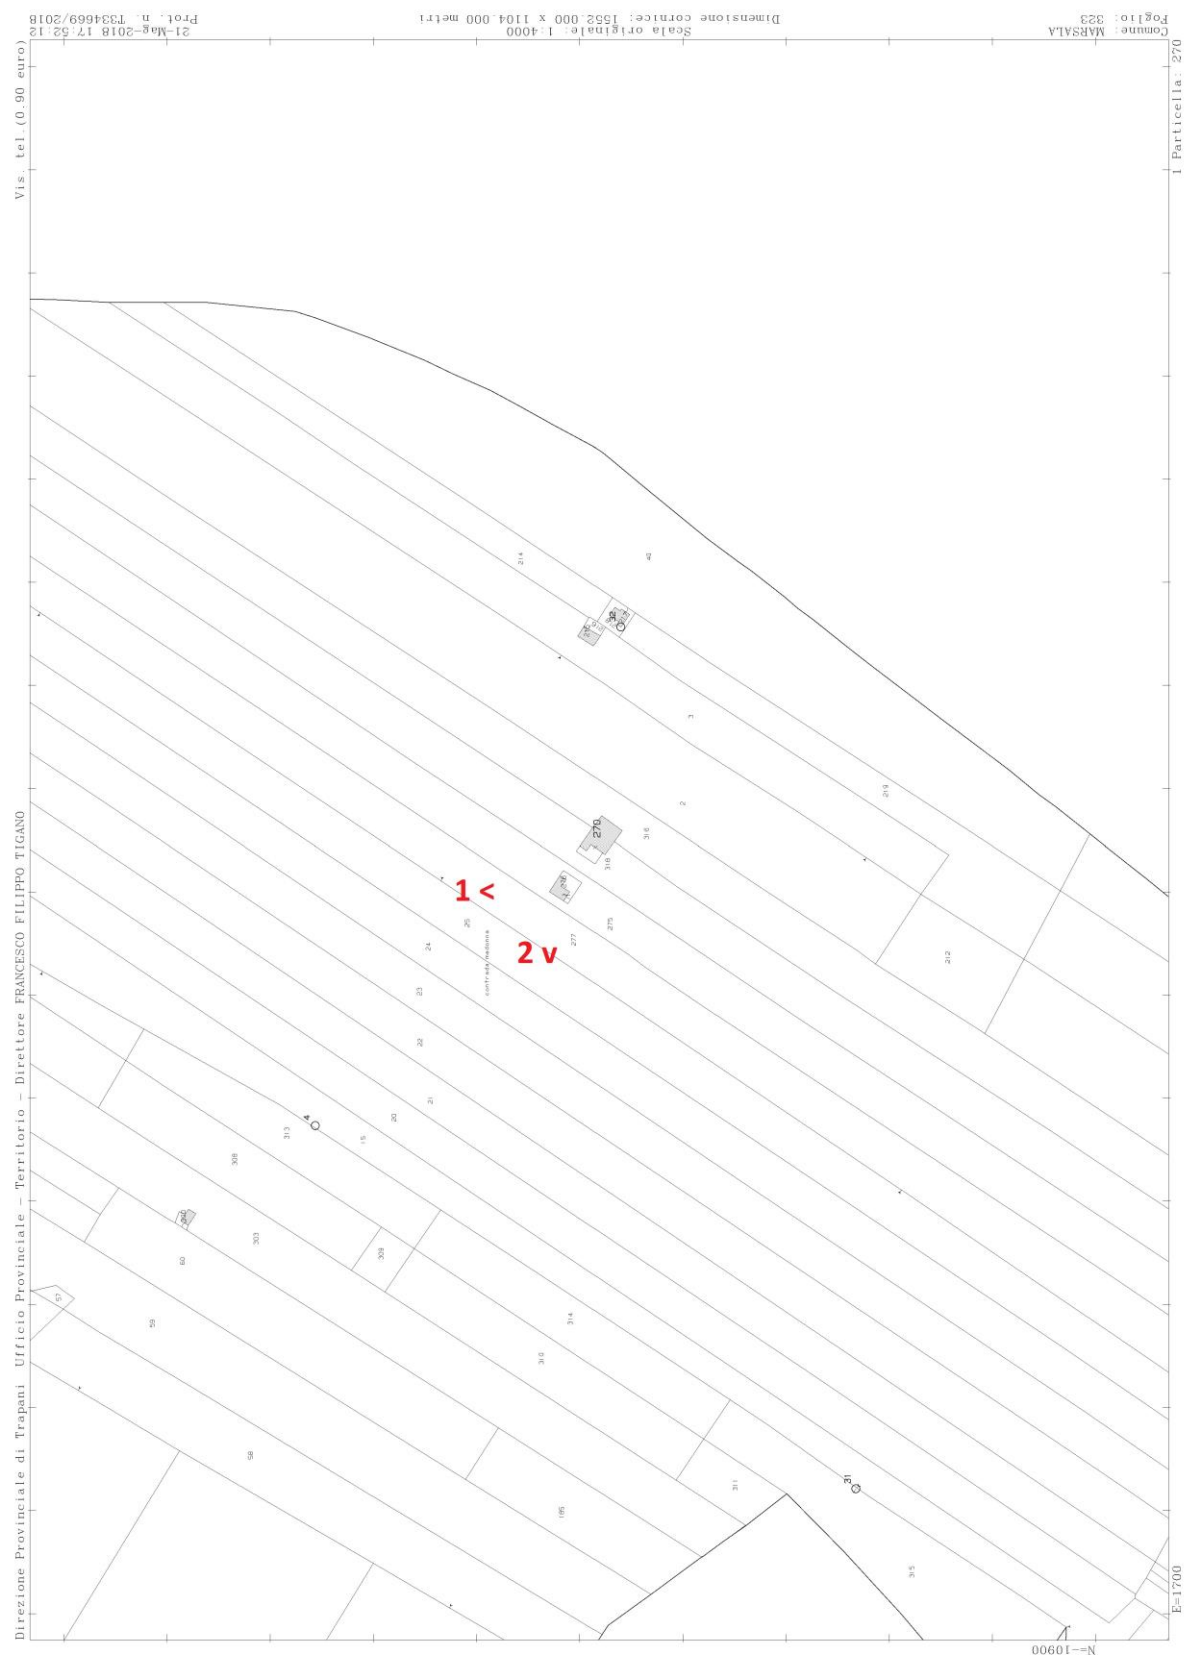 Comune: MARSALA
Foglio: 323
Scala originale: 1:4000
Dimensione cornice: 1552.000 x 1104.000 metri
21-Mag-2018 17:52:12
Prot. n. T334669/2018
Vis. tel.(0.90 euro)
Direzione Provinciale di Trapani Ufficio Provinciale - Territorio - Direttore FRANCESCO FILIPPO TIGANO
1 Particella: 270
E=1700
N=-10900
214
32
3
219
2
270
316
318
1 <
2 v
25
24
contrada/madonna
277
275
212
23
22
21
20
15
4
313
308
303
60
309
57
59
314
310
58
311
31
185
315